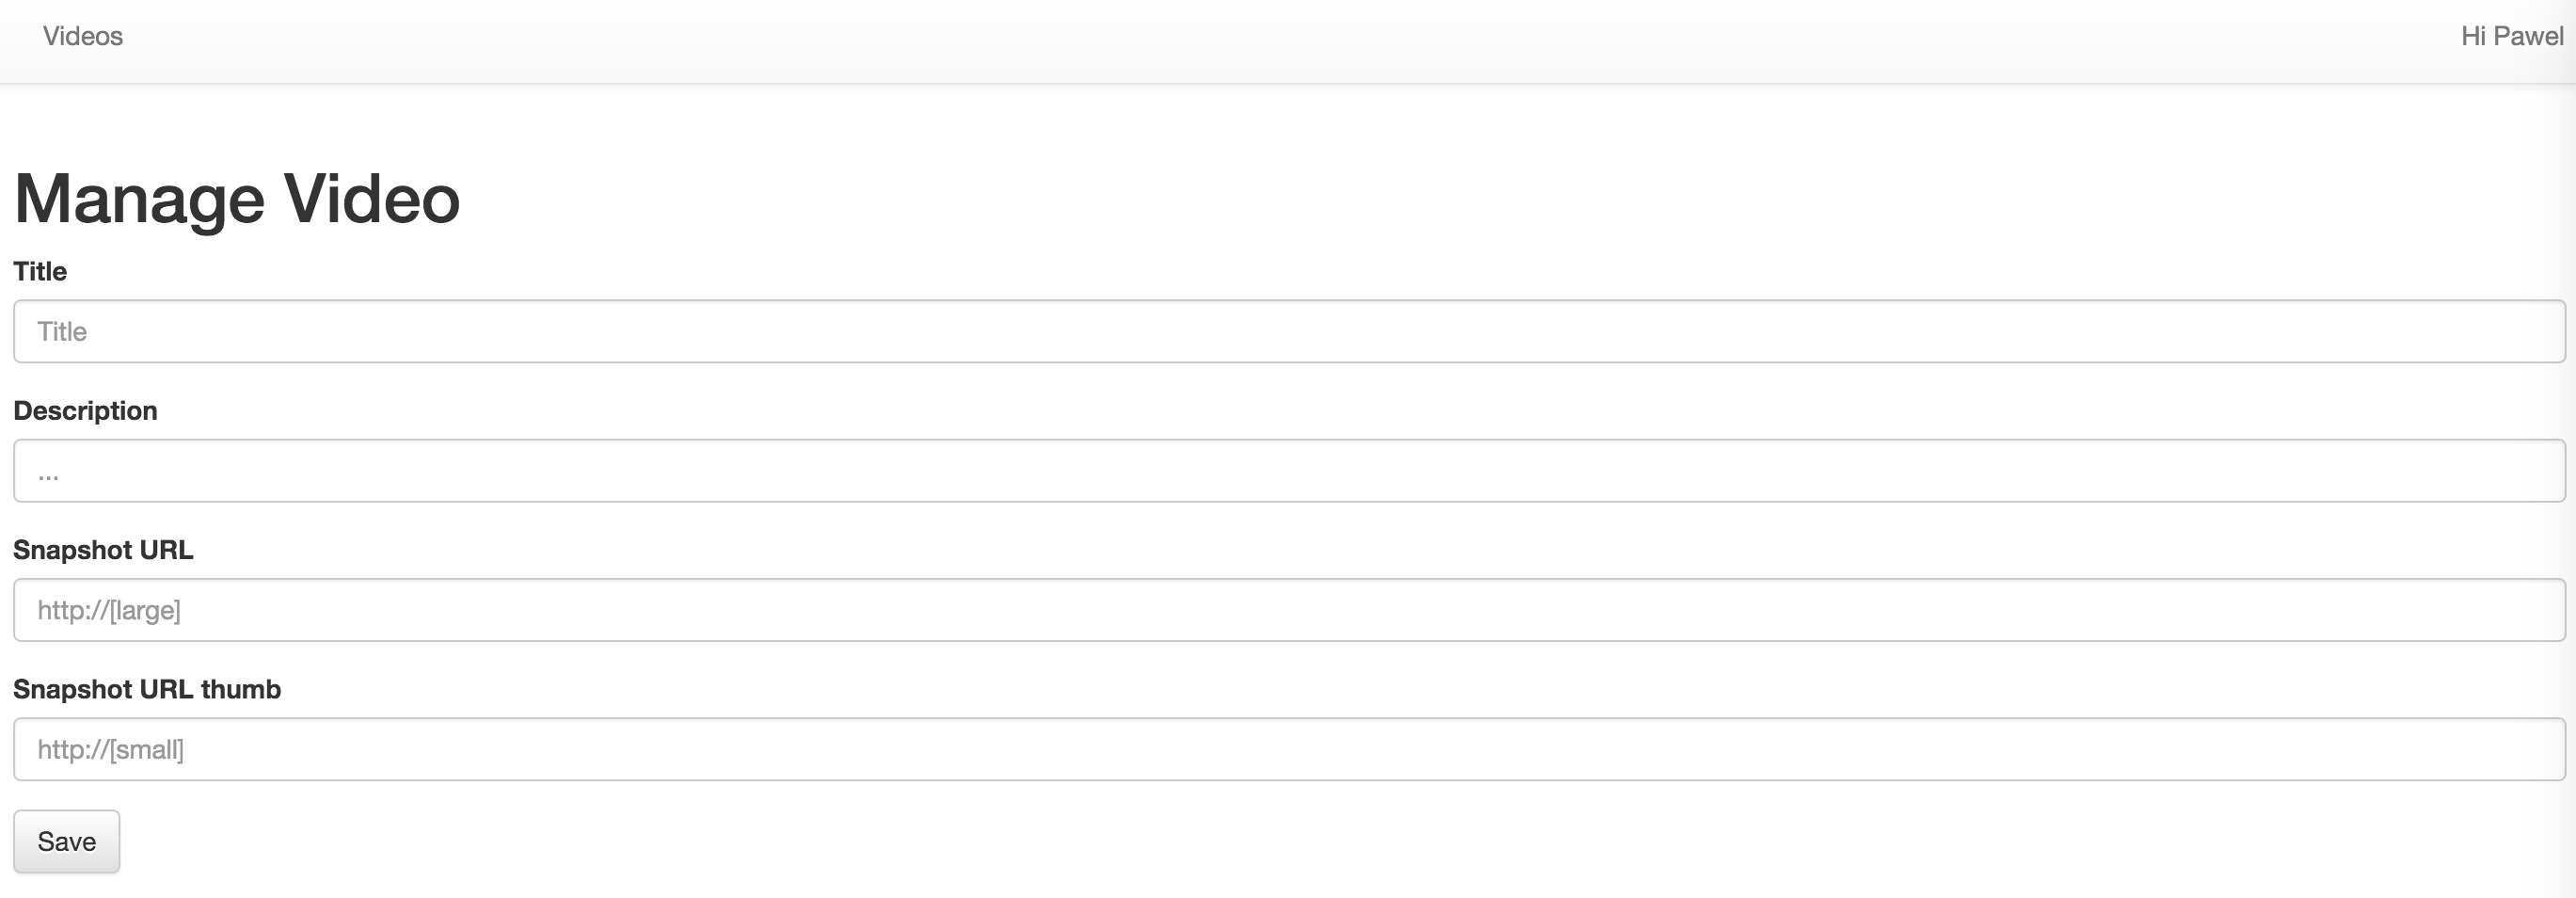 Videos
Hi Pawel
Manage Video
Title
Title
Description
...
Snapshot URL
http://[large]
Snapshot URL thumb
http://[small]
Save